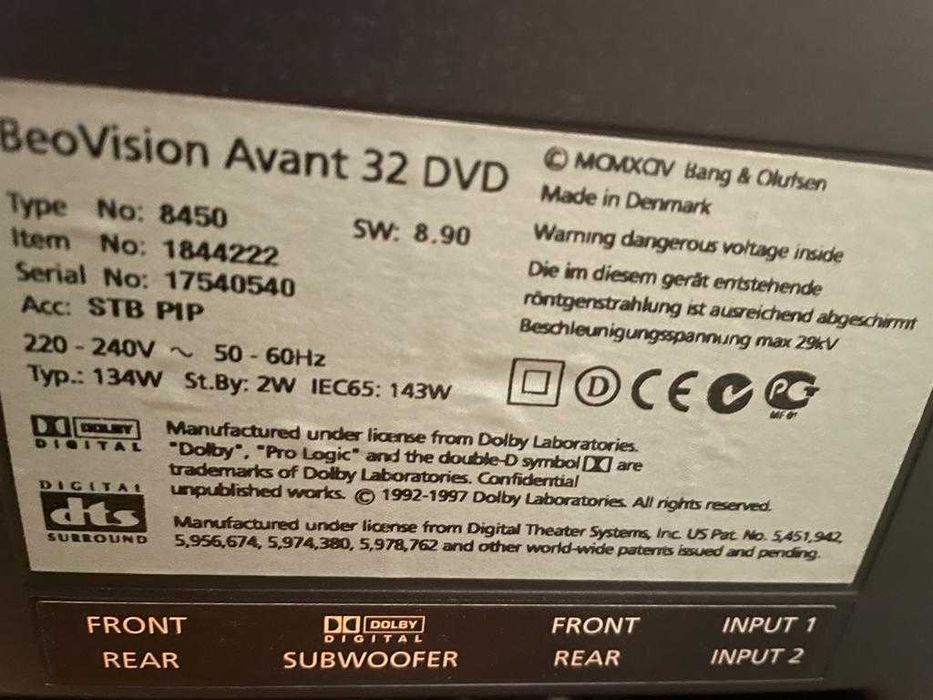 BeoVision Avant 32 DVD
Type No: 8450
SW: 8.90
Item No: 1844222
Serial No: 17540540
Acc: STB PIP
220 - 240V ~ 50 - 60Hz
Typ.: 134W St.By: 2W IEC65: 143W
© MCMXCIV Bang & Olufsen
Made in Denmark
Warning dangerous voltage inside
Die im diesem gerät entstehende
röntgenstrahlung ist ausreichend abgeschirmt
Beschleunigungsspannung max 29kV
D CE PG
MF 01
DOLBY
DIGITAL
Manufactured under license from Dolby Laboratories.
"Dolby", "Pro Logic" and the double-D symbol are
trademarks of Dolby Laboratories. Confidential
unpublished works. © 1992-1997 Dolby Laboratories. All rights reserved.
DIGITAL
dts
SURROUND
Manufactured under license from Digital Theater Systems, Inc. US Pat. No. 5,451,942,
5,956,674, 5,974,380, 5,978,762 and other world-wide patents issued and pending.
FRONT
REAR
DOLBY
DIGITAL
SUBWOOFER
FRONT
REAR
INPUT 1
INPUT 2